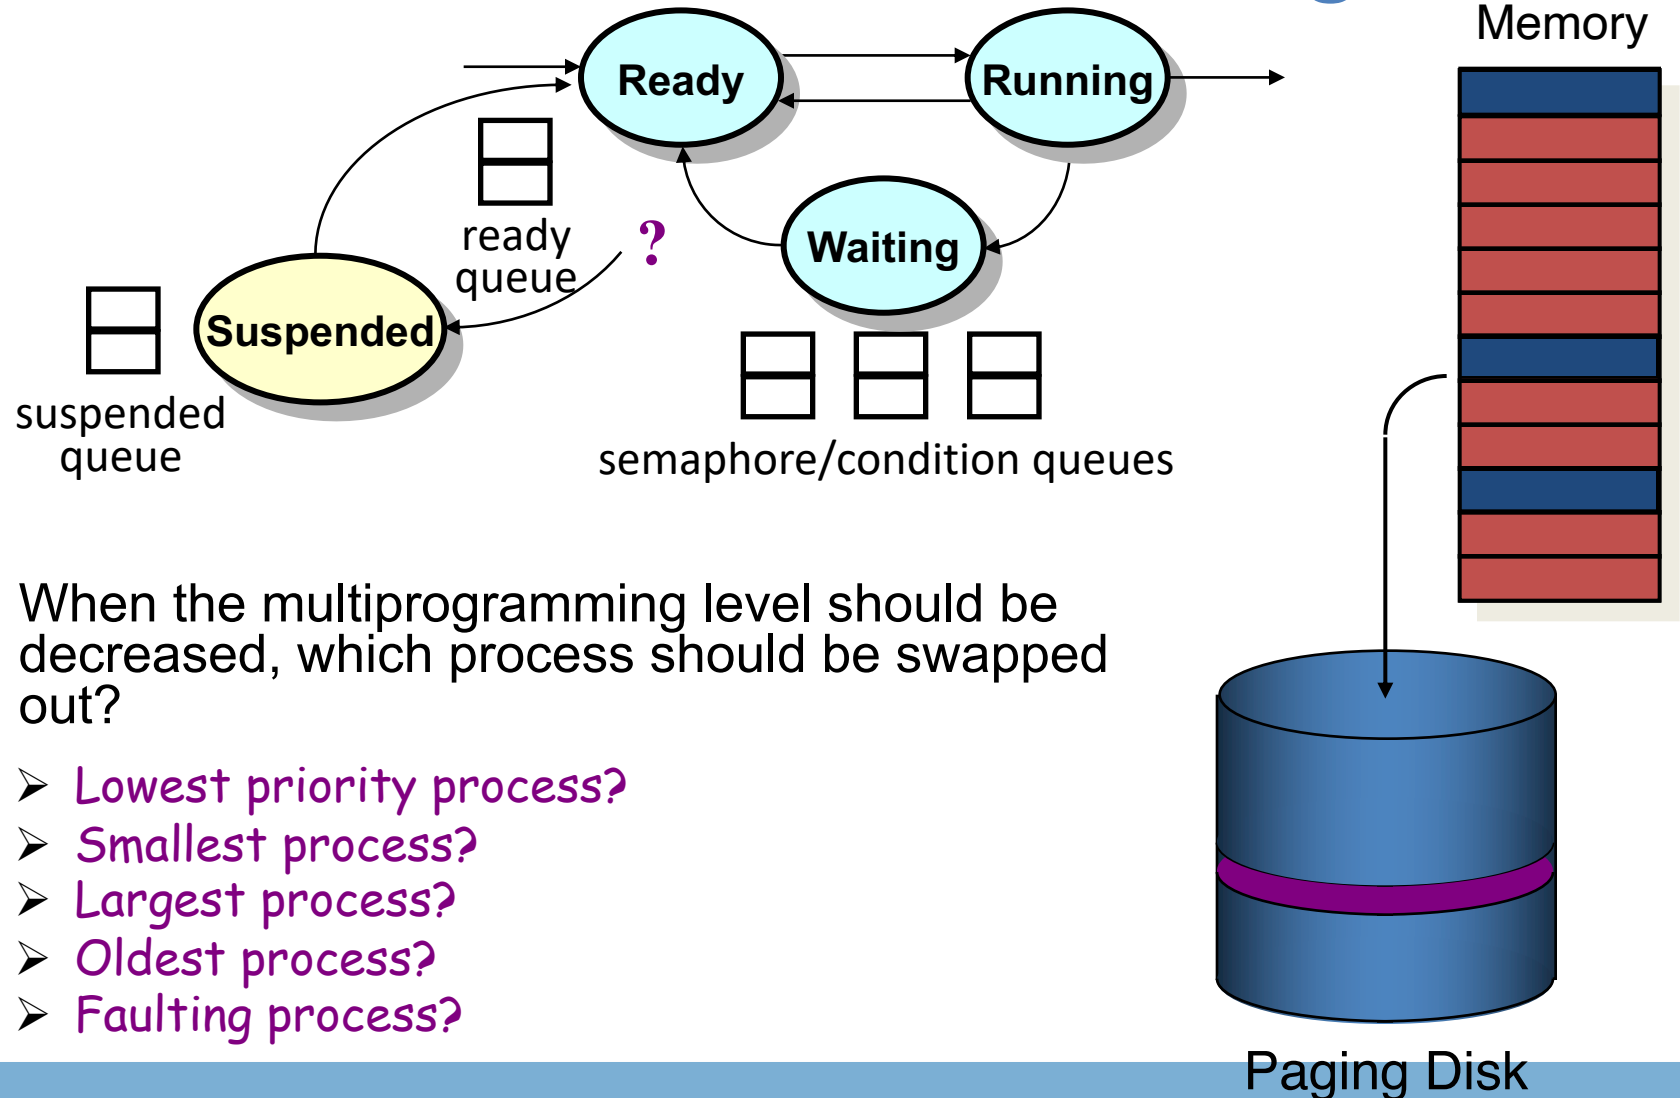 Memory
Ready
Running
ready
queue
?
Waiting
Suspended
suspended
queue
semaphore/condition queues
When the multiprogramming level should be
decreased, which process should be swapped
out?
➢ Lowest priority process?
➢ Smallest process?
➢ Largest process?
➢ Oldest process?
➢ Faulting process?
Paging Disk